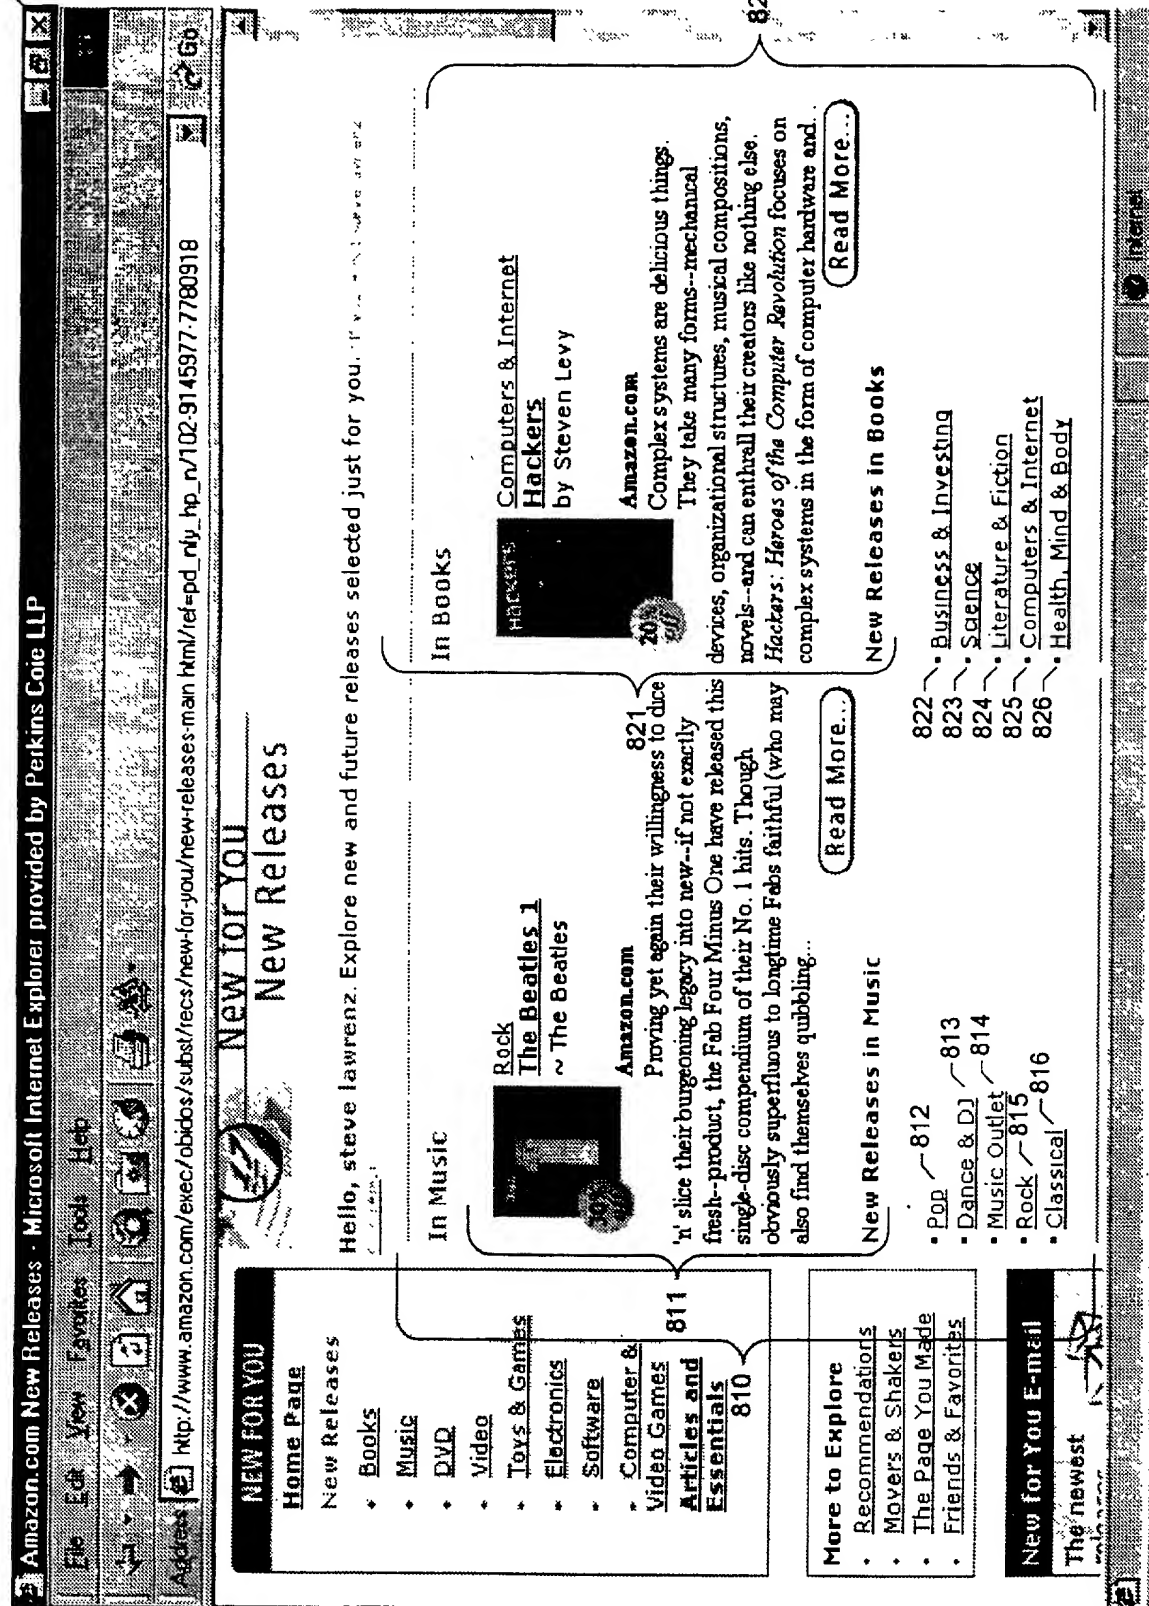 Amazon.com New Releases - Microsoft Internet Explorer provided by Perkins Coie LLP
File Edit View Favorites Tools Help
Address http://www.amazon.com/exec/obidos/subst/recs/new-for-you/new-releases-main.html/ref=pd_nly_hp_n/102-9145977-7780918 Go
New for You
New Releases
NEW FOR YOU
Home Page
New Releases
• Books
• Music
• DVD
• Video
• Toys & Games
• Electronics
• Software
• Computer &
Video Games
Articles and
Essentials
810
More to Explore
• Recommendations
• Movers & Shakers
• The Page You Made
• Friends & Favorites
New for You E-mail
The newest
releases
Hello, steve lawrenz. Explore new and future releases selected just for you.
In Music
811
Rock
The Beatles 1
~ The Beatles
30% off
Amazon.com
Proving yet again their willingness to dice
'n' slice their burgeoning legacy into new--if not exactly
fresh--product, the Fab Four Minus One have released this
single-disc compendium of their No. 1 hits. Though
obviously superfluous to longtime Fabs faithful (who may
also find themselves quibbling...
Read More...
New Releases in Music
• Pop 812
• Dance & DJ 813
• Music Outlet 814
• Rock 815
• Classical 816
In Books
821
HACKERS
20% off
Computers & Internet
Hackers
by Steven Levy
Amazon.com
Complex systems are delicious things.
They take many forms--mechanical
devices, organizational structures, musical compositions,
novels--and can enthrall their creators like nothing else.
Hackers: Heroes of the Computer Revolution focuses on
complex systems in the form of computer hardware and...
Read More...
New Releases in Books
822 • Business & Investing
823 • Science
824 • Literature & Fiction
825 • Computers & Internet
826 • Health, Mind & Body
Internet